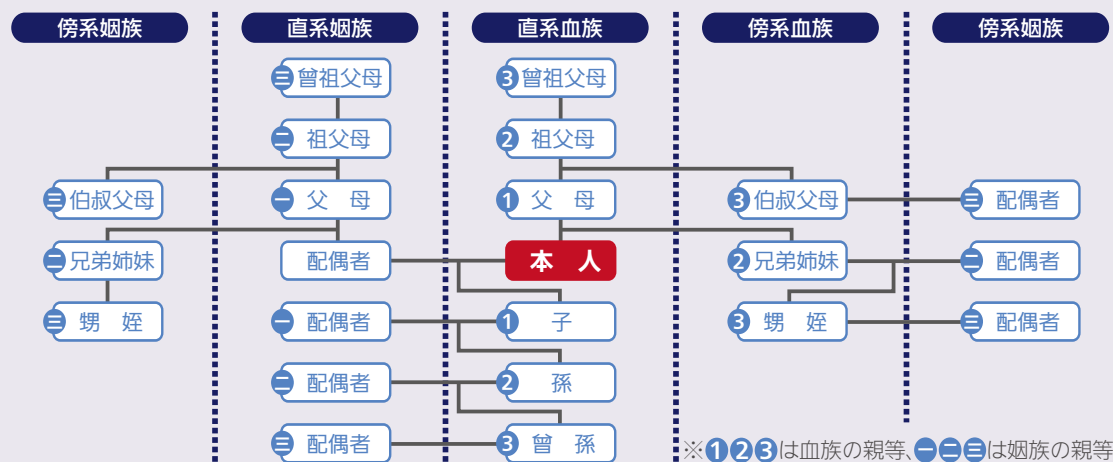 傍系姻族 直系姻族 直系血族 傍系血族 傍系姻族
三 曾祖父母 3 曾祖父母
二 祖父母 2 祖父母
三 伯叔父母 一 父 母 1 父 母 3 伯叔父母 三 配偶者
二 兄弟姉妹 配偶者 本 人 2 兄弟姉妹 二 配偶者
三 甥 姪 一 配偶者 1 子 3 甥 姪 三 配偶者
二 配偶者 2 孫
三 配偶者 3 曾 孫
※123は血族の親等、一二三は姻族の親等